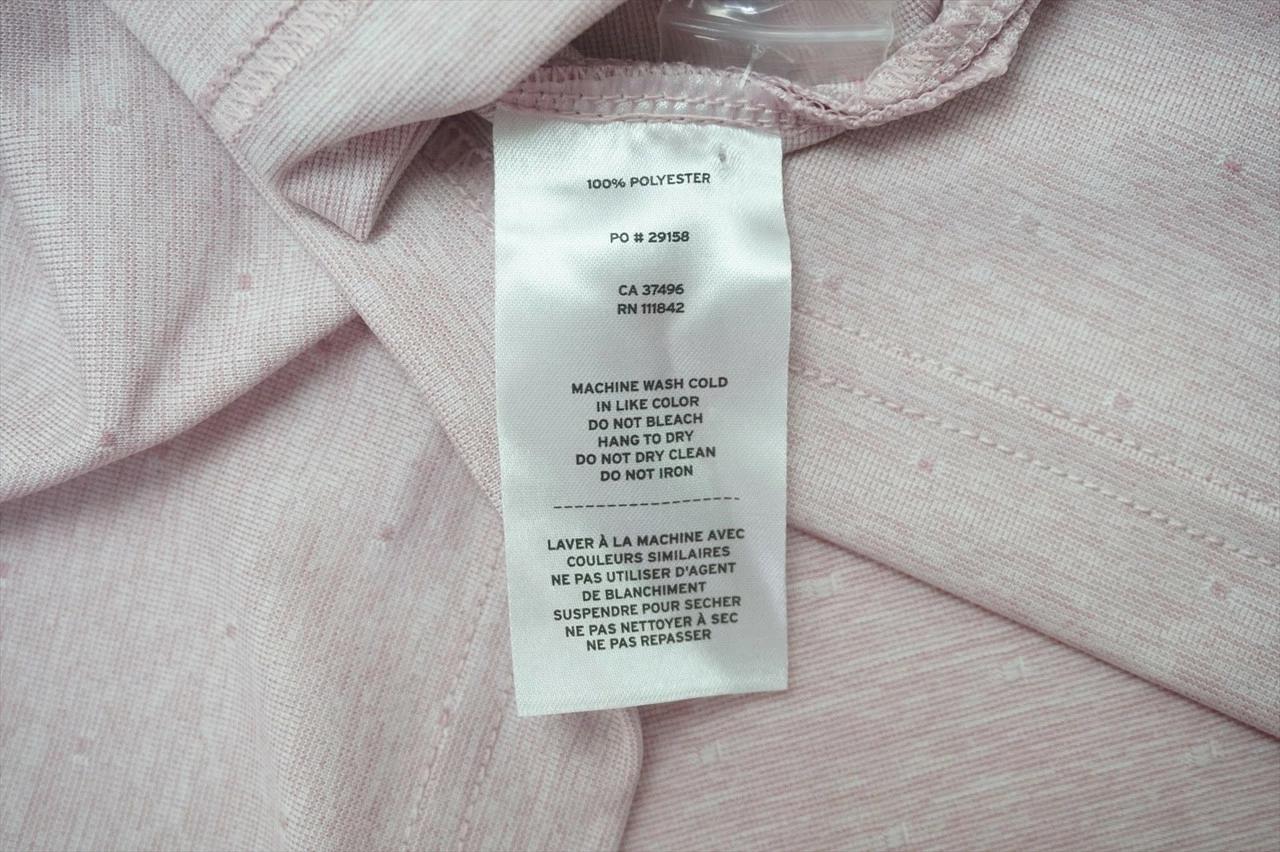 100% POLYESTER
PO # 29158
CA 37496
RN 111842
MACHINE WASH COLD
IN LIKE COLOR
DO NOT BLEACH
HANG TO DRY
DO NOT DRY CLEAN
DO NOT IRON
LAVER À LA MACHINE AVEC
COULEURS SIMILAIRES
NE PAS UTILISER D'AGENT
DE BLANCHIMENT
SUSPENDRE POUR SECHER
NE PAS NETTOYER À SEC
NE PAS REPASSER